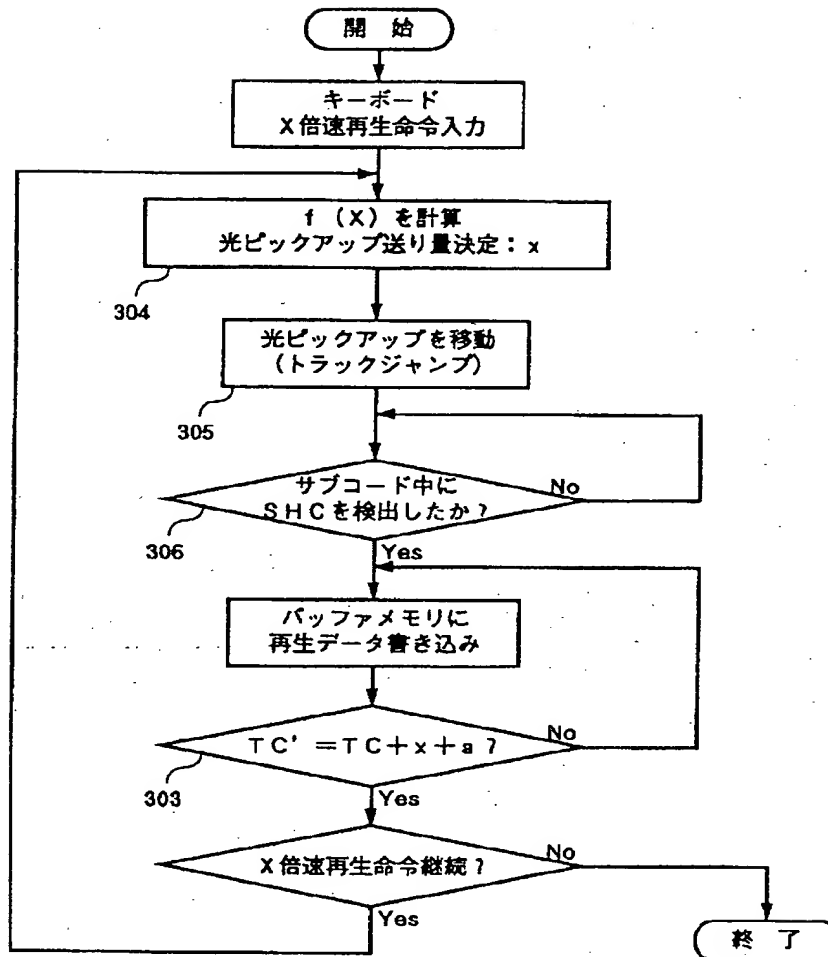 開 始
キーボード
X倍速再生命令入力
f (X) を計算
光ピックアップ送り量決定：x
304
光ピックアップを移動
（トラックジャンプ）
305
サブコード中に
SHCを検出したか？
No
306
Yes
バッファメモリに
再生データ書き込み
TC'=TC+x+a？
No
303
Yes
X倍速再生命令継続？
No
Yes
終 了